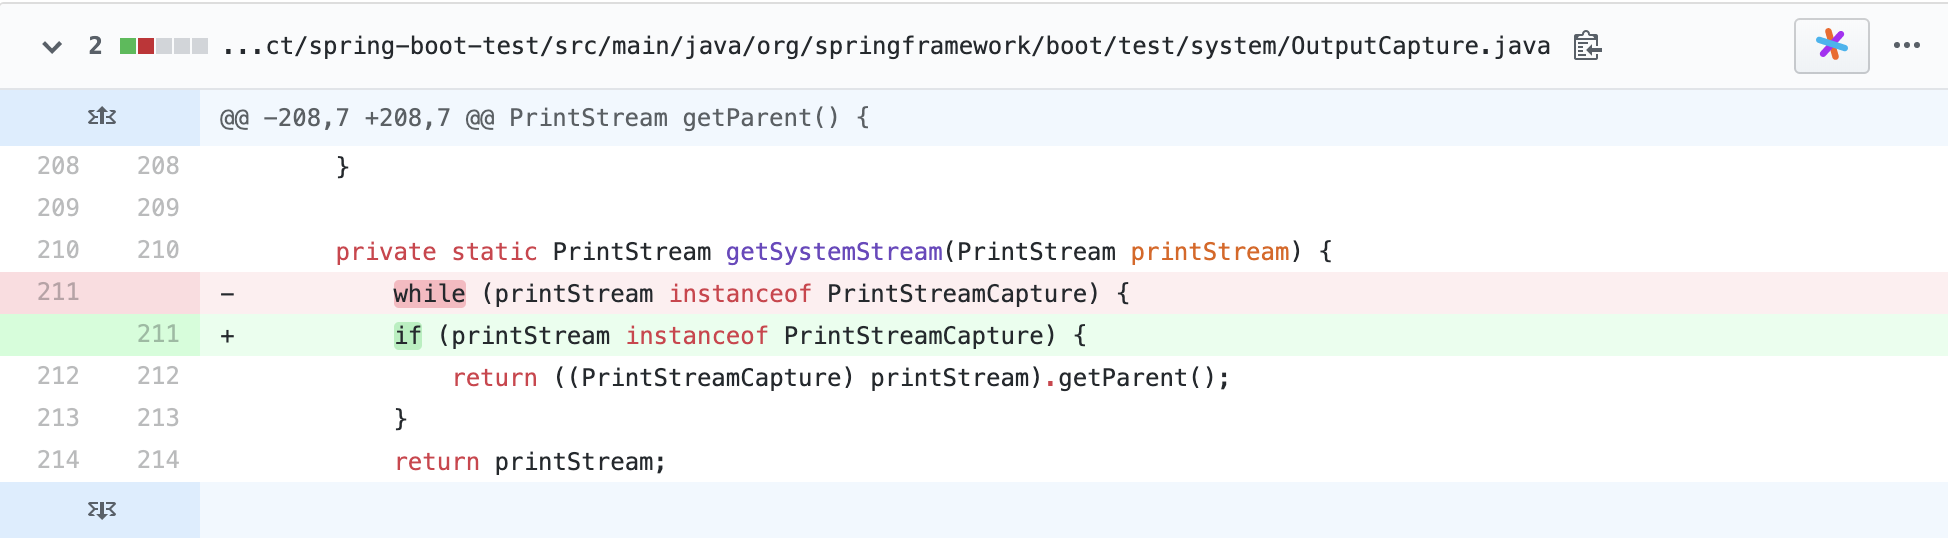 2 ...ct/spring-boot-test/src/main/java/org/springframework/boot/test/system/OutputCapture.java
@@ -208,7 +208,7 @@ PrintStream getParent() {
208 208 }
209 209
210 210 private static PrintStream getSystemStream(PrintStream printStream) {
211 - while (printStream instanceof PrintStreamCapture) {
211 + if (printStream instanceof PrintStreamCapture) {
212 212 return ((PrintStreamCapture) printStream).getParent();
213 213 }
214 214 return printStream;